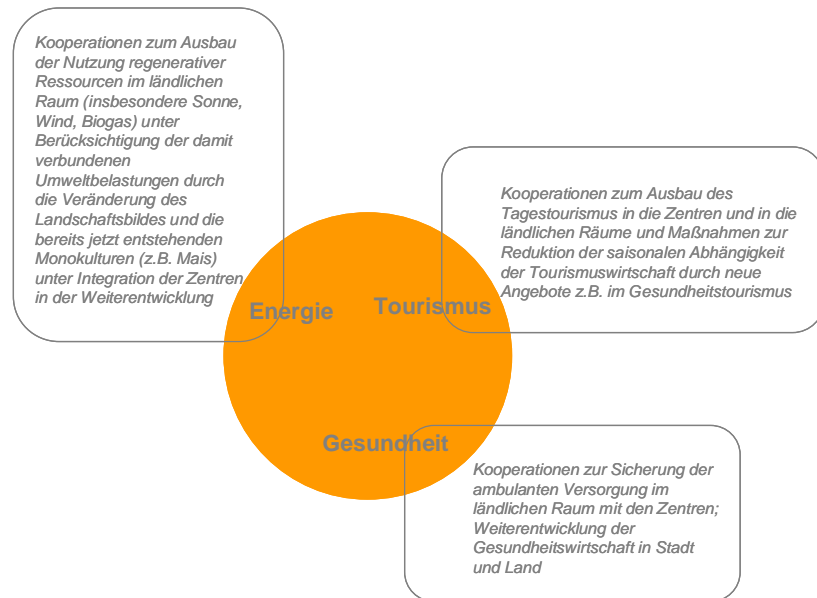 Kooperationen zum Ausbau
der Nutzung regenerativer
Ressourcen im ländlichen
Raum (insbesondere Sonne,
Wind, Biogas) unter
Berücksichtigung der damit
verbundenen
Umweltbelastungen durch
die Veränderung des
Landschaftsbildes und die
bereits jetzt entstehenden
Monokulturen (z.B. Mais)
unter Integration der Zentren
in der Weiterentwicklung
Kooperationen zum Ausbau des
Tagestourismus in die Zentren und in die
ländlichen Räume und Maßnahmen zur
Reduktion der saisonalen Abhängigkeit
der Tourismuswirtschaft durch neue
Angebote z.B. im Gesundheitstourismus
Energie
Tourismus
Gesundheit
Kooperationen zur Sicherung der
ambulanten Versorgung im
ländlichen Raum mit den Zentren;
Weiterentwicklung der
Gesundheitswirtschaft in Stadt
und Land